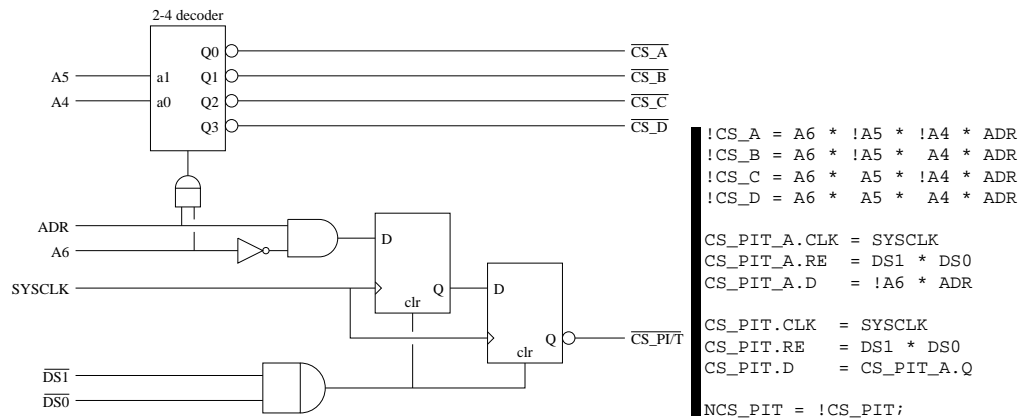 2-4 decoder
Q0
CS_A
A5
a1
Q1
CS_B
A4
a0
Q2
CS_C
Q3
CS_D
ADR
D
A6
SYSCLK
Q
D
clr
Q
CS_PI/T
clr
DS1
DS0
!CS_A = A6 * !A5 * !A4 * ADR
!CS_B = A6 * !A5 *  A4 * ADR
!CS_C = A6 *  A5 * !A4 * ADR
!CS_D = A6 *  A5 *  A4 * ADR
CS_PIT_A.CLK = SYSCLK
CS_PIT_A.RE  = DS1 * DS0
CS_PIT_A.D   = !A6 * ADR
CS_PIT.CLK  = SYSCLK
CS_PIT.RE   = DS1 * DS0
CS_PIT.D    = CS_PIT_A.Q
NCS_PIT = !CS_PIT;